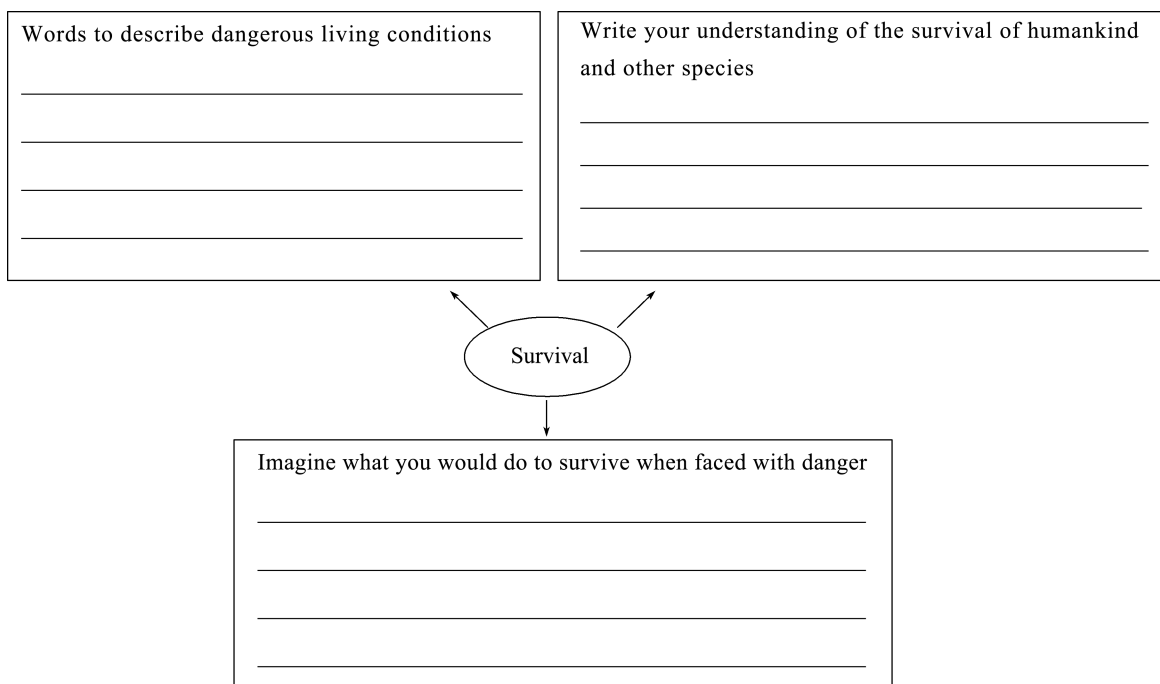 Words to describe dangerous living conditions
Write your understanding of the survival of humankind
and other species
Survival
Imagine what you would do to survive when faced with danger